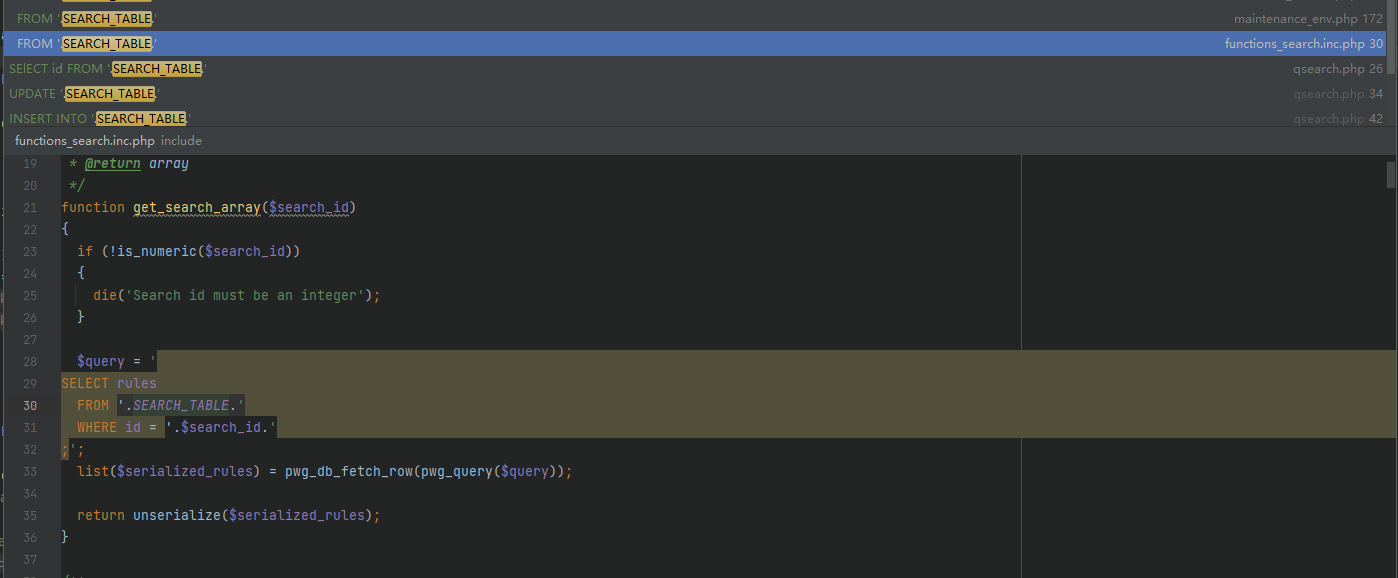 FROM '.SEARCH_TABLE.'
maintenance_env.php 172
FROM '.SEARCH_TABLE.'
functions_search.inc.php 30
SElECT id FROM '.SEARCH_TABLE.'
qsearch.php 26
UPDATE '.SEARCH_TABLE.'
qsearch.php 34
INSERT INTO '.SEARCH_TABLE.'
qsearch.php 42
functions_search.inc.php include
19 * @return array
20 */
21 function get_search_array($search_id)
22 {
23 if (!is_numeric($search_id))
24 {
25 die('Search id must be an integer');
26 }
27
28 $query = '
29 SELECT rules
30 FROM '.SEARCH_TABLE.'
31 WHERE id = '.$search_id.'
32 ;';
33 list($serialized_rules) = pwg_db_fetch_row(pwg_query($query));
34
35 return unserialize($serialized_rules);
36 }
37